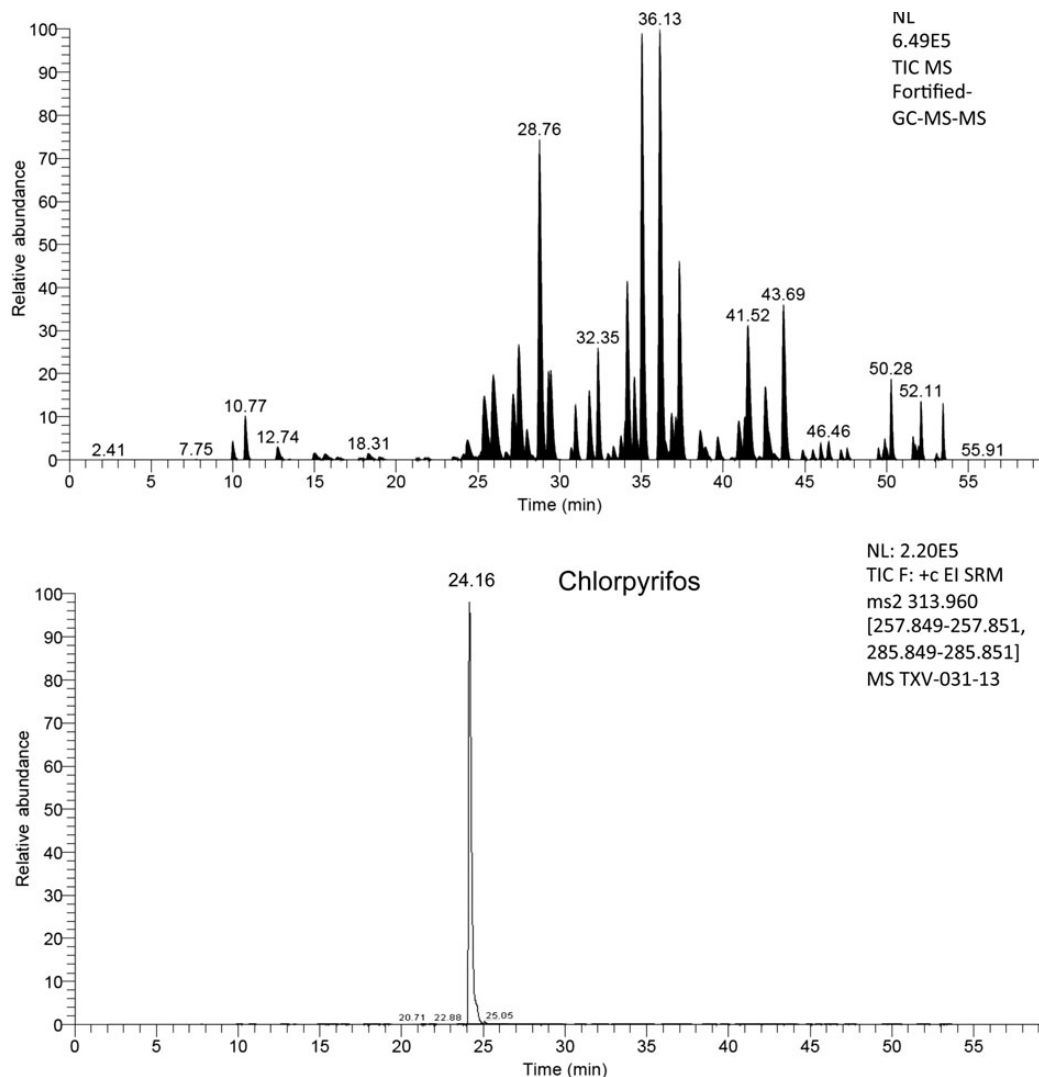 NL
6.49E5
TIC MS
Fortified-
GC-MS-MS
Relative abundance
100
90
80
70
60
50
40
30
20
10
0
36.13
28.76
32.35
43.69
41.52
10.77
12.74
50.28
52.11
2.41
7.75
18.31
46.46
55.91
0 5 10 15 20 25 30 35 40 45 50 55
Time (min)
24.16 Chlorpyrifos
NL: 2.20E5
TIC F: +c EI SRM
ms2 313.960
[257.849-257.851,
285.849-285.851]
MS TXV-031-13
Relative abundance
100
90
80
70
60
50
40
30
20
10
0
20.71 22.88 25.05
0 5 10 15 20 25 30 35 40 45 50 55
Time (min)